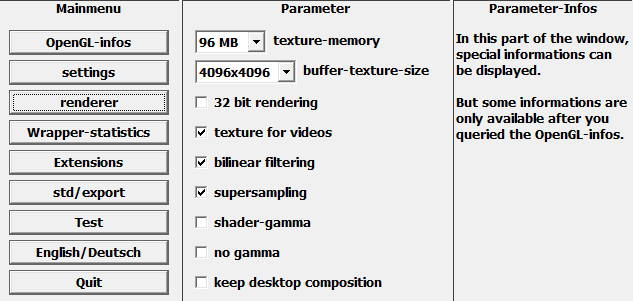 Mainmenu
OpenGL-infos
settings
renderer
Wrapper-statistics
Extensions
std/export
Test
English/Deutsch
Quit
Parameter
96 MB texture-memory
4096x4096 buffer-texture-size
32 bit rendering
texture for videos
bilinear filtering
supersampling
shader-gamma
no gamma
keep desktop composition
Parameter-Infos
In this part of the window,
special informations can
be displayed.
But some informations are
only available after you
queried the OpenGL-infos.